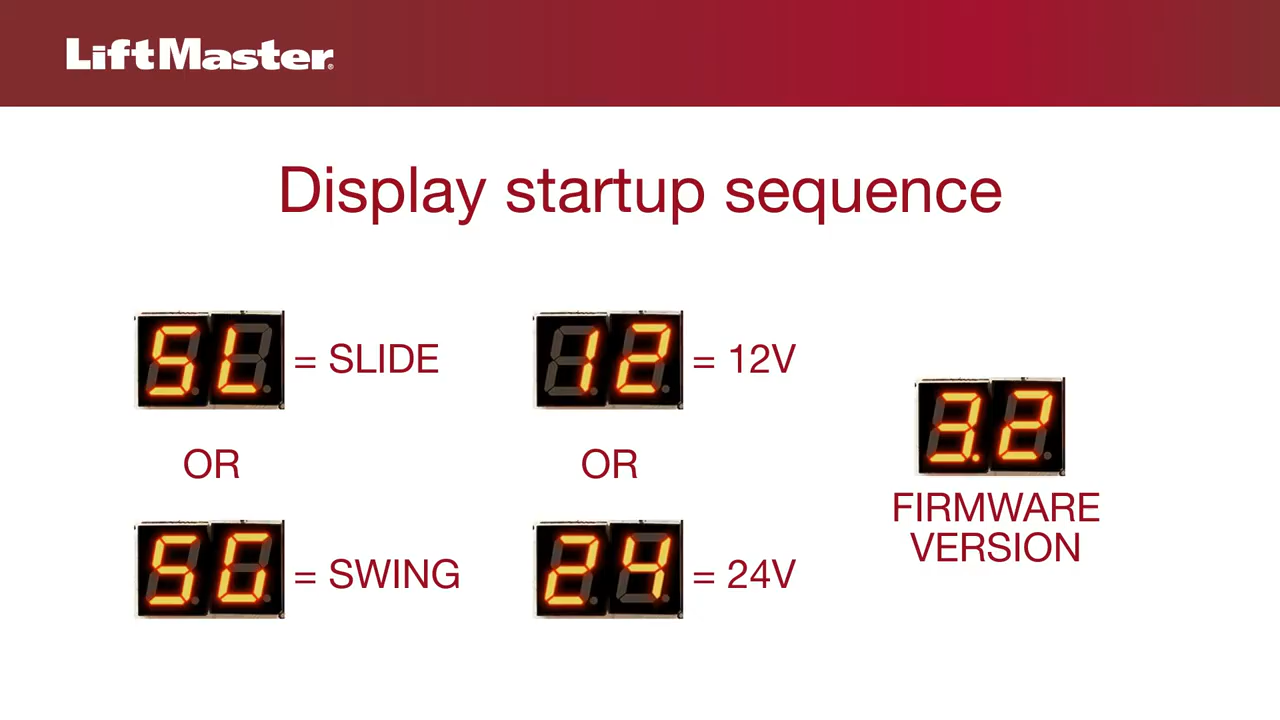 LiftMaster®
Display startup sequence
SL = SLIDE
OR
SG = SWING
12 = 12V
OR
24 = 24V
3.2
FIRMWARE
VERSION